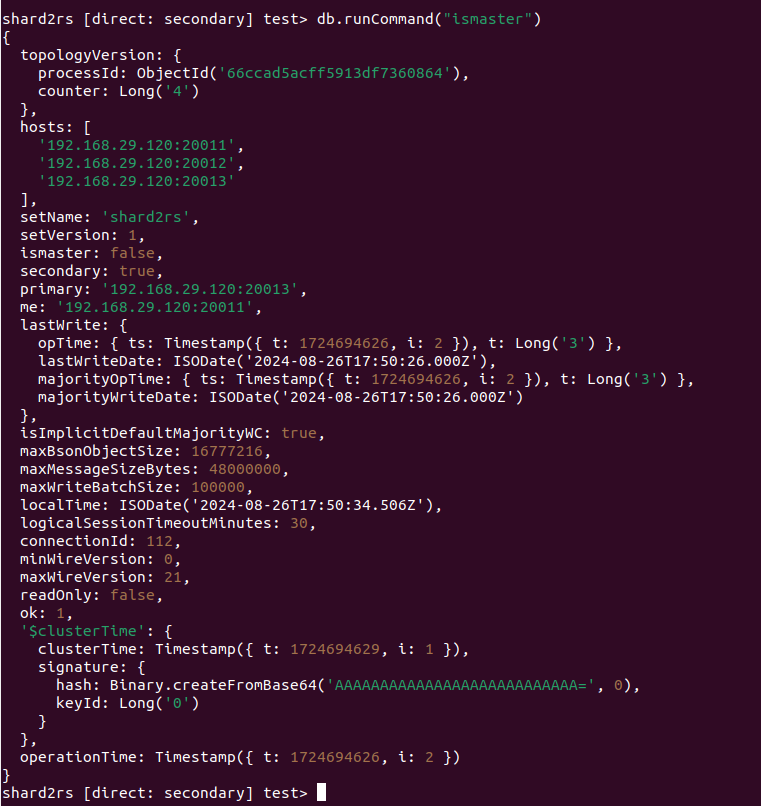 shard2rs [direct: secondary] test> db.runCommand("ismaster")
{
  topologyVersion: {
    processId: ObjectId('66ccad5acff5913df7360864'),
    counter: Long('4')
  },
  hosts: [
    '192.168.29.120:20011',
    '192.168.29.120:20012',
    '192.168.29.120:20013'
  ],
  setName: 'shard2rs',
  setVersion: 1,
  ismaster: false,
  secondary: true,
  primary: '192.168.29.120:20013',
  me: '192.168.29.120:20011',
  lastWrite: {
    opTime: { ts: Timestamp({ t: 1724694626, i: 2 }), t: Long('3') },
    lastWriteDate: ISODate('2024-08-26T17:50:26.000Z'),
    majorityOpTime: { ts: Timestamp({ t: 1724694626, i: 2 }), t: Long('3') },
    majorityWriteDate: ISODate('2024-08-26T17:50:26.000Z')
  },
  isImplicitDefaultMajorityWC: true,
  maxBsonObjectSize: 16777216,
  maxMessageSizeBytes: 48000000,
  maxWriteBatchSize: 100000,
  localTime: ISODate('2024-08-26T17:50:34.506Z'),
  logicalSessionTimeoutMinutes: 30,
  connectionId: 112,
  minWireVersion: 0,
  maxWireVersion: 21,
  readOnly: false,
  ok: 1,
  '$clusterTime': {
    clusterTime: Timestamp({ t: 1724694629, i: 1 }),
    signature: {
      hash: Binary.createFromBase64('AAAAAAAAAAAAAAAAAAAAAAAAAAA=', 0),
      keyId: Long('0')
    }
  },
  operationTime: Timestamp({ t: 1724694626, i: 2 })
}
shard2rs [direct: secondary] test>